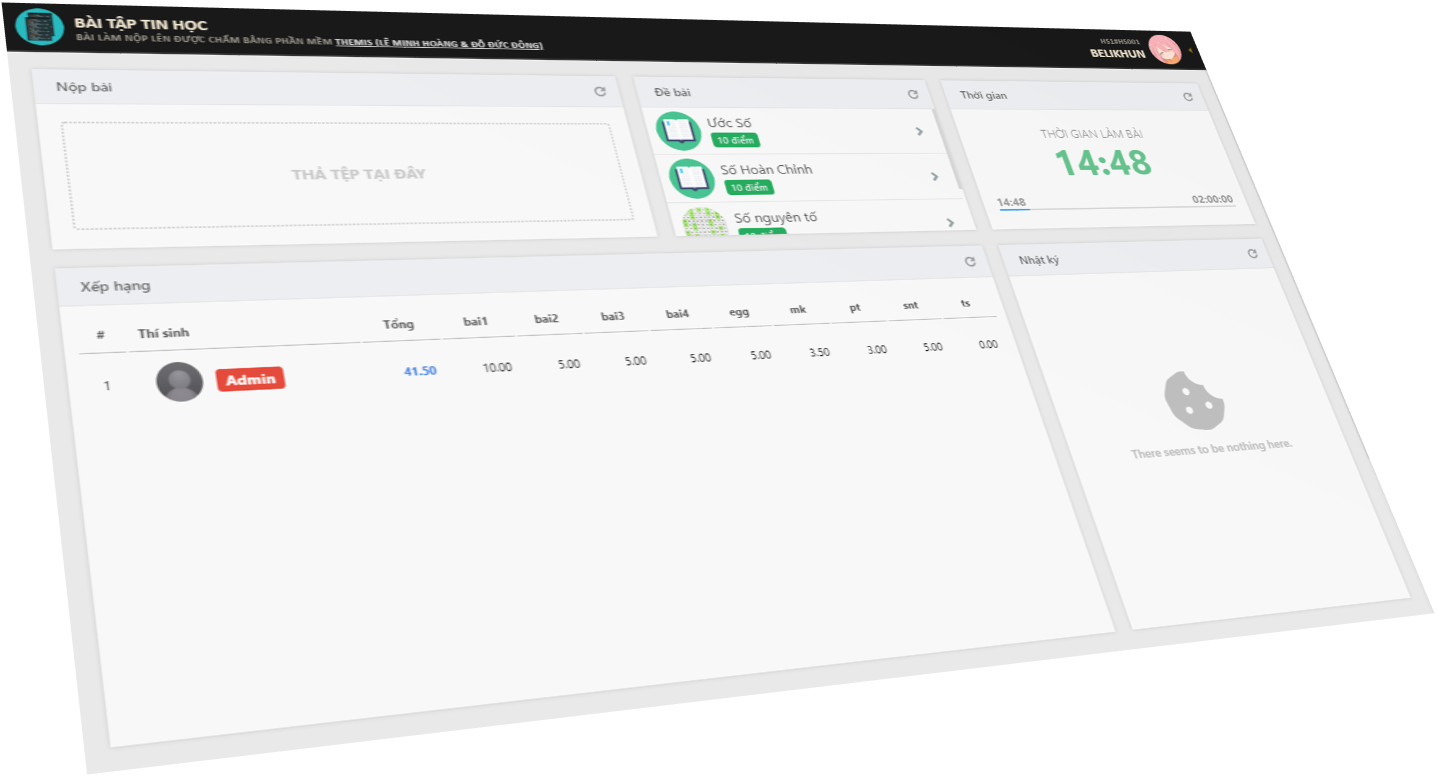 BÀI TẬP TIN HỌC
BÀI LÀM NỘP LÊN ĐƯỢC CHẤM BẰNG PHẦN MỀM THEMIS (LÊ MINH HOÀNG & ĐỖ ĐỨC ĐÔNG)
HS18HS001
BELIKHUN
Nộp bài
THẢ TỆP TẠI ĐÂY
Đề bài
Ước Số
10 điểm
Số Hoàn Chỉnh
10 điểm
Số nguyên tố
10 điểm
Thời gian
THỜI GIAN LÀM BÀI
14:48
14:48 02:00:00
Xếp hạng
# Thí sinh Tổng bai1 bai2 bai3 bai4 egg mk pt snt ts
1 Admin 41.50 10.00 5.00 5.00 5.00 5.00 3.50 3.00 5.00 0.00
Nhật ký
There seems to be nothing here.